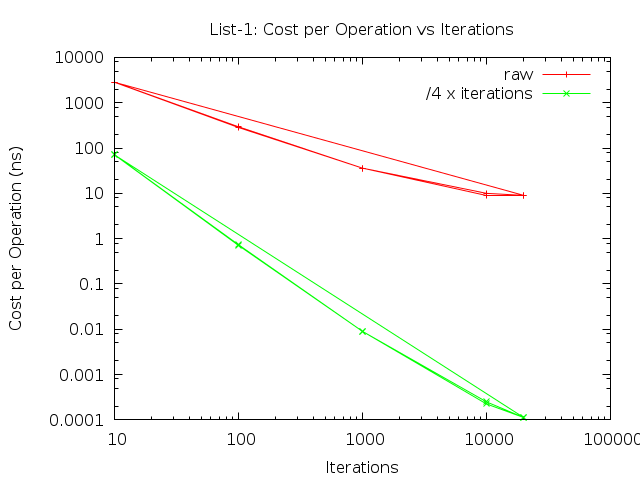 List-1: Cost per Operation vs Iterations
raw
/4 x iterations
Cost per Operation (ns)
10000
1000
100
10
1
0.1
0.01
0.001
0.0001
10 100 1000 10000 100000
Iterations